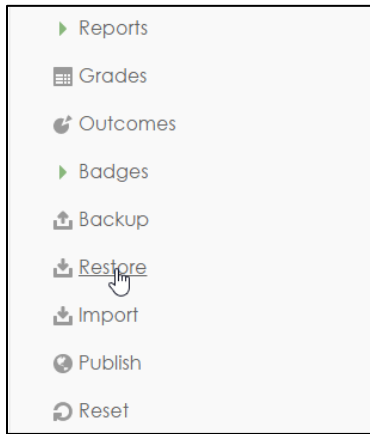 Reports
Grades
Outcomes
Badges
Backup
Restore
Import
Publish
Reset